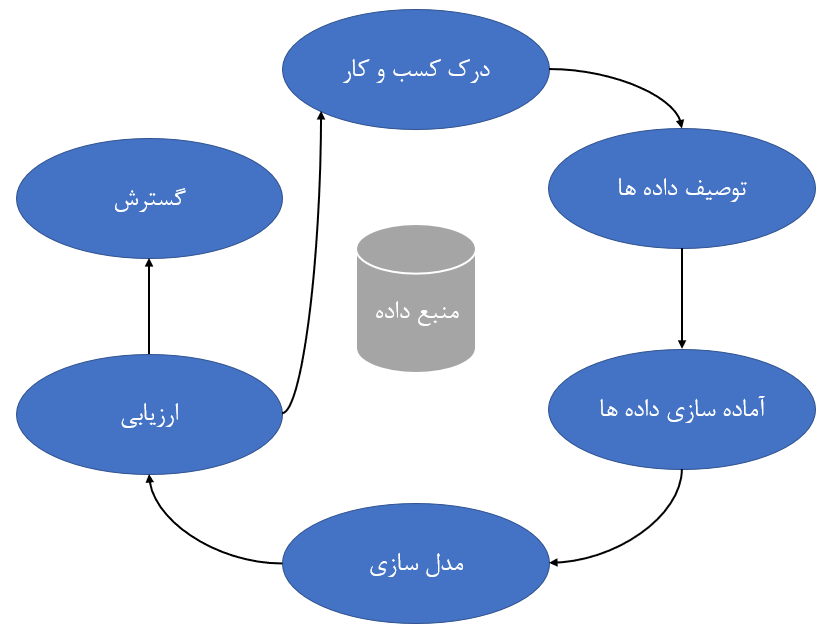 درک کسب و کار
توصیف داده ها
گسترش
منبع داده
آماده سازی داده ها
ارزیابی
مدل سازی